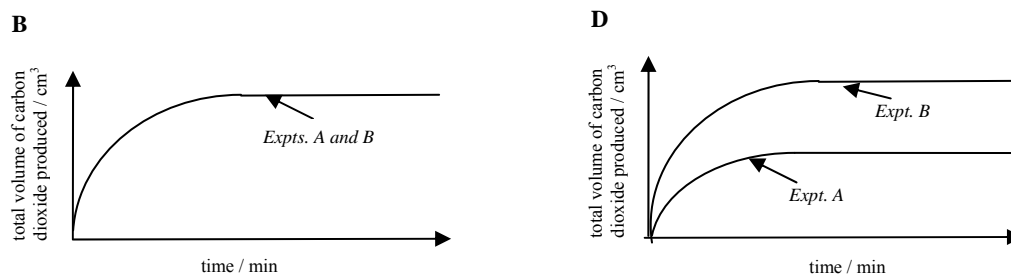 B
total volume of carbon
dioxide produced / cm³
Expts. A and B
time / min
D
total volume of carbon
dioxide produced / cm³
Expt. B
Expt. A
time / min